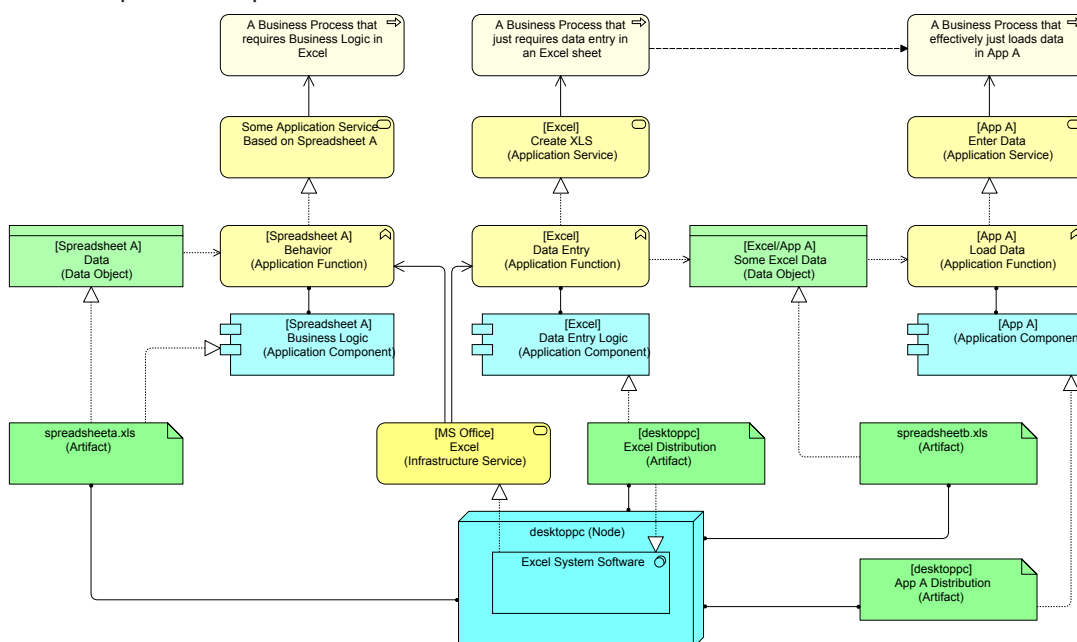 A Business Process that
requires Business Logic in
Excel
A Business Process that
just requires data entry in
an Excel sheet
A Business Process that
effectively just loads data
in App A
Some Application Service
Based on Spreadsheet A
[Excel]
Create XLS
(Application Service)
[App A]
Enter Data
(Application Service)
[Spreadsheet A]
Data
(Data Object)
[Spreadsheet A]
Behavior
(Application Function)
[Excel]
Data Entry
(Application Function)
[Excel/App A]
Some Excel Data
(Data Object)
[App A]
Load Data
(Application Function)
[Spreadsheet A]
Business Logic
(Application Component)
[Excel]
Data Entry Logic
(Application Component)
[App A]
(Application Component
spreadsheeta.xls
(Artifact)
[MS Office]
Excel
(Infrastructure Service)
[desktoppc]
Excel Distribution
(Artifact)
spreadsheetb.xls
(Artifact)
desktoppc (Node)
Excel System Software
[desktoppc]
App A Distribution
(Artifact)